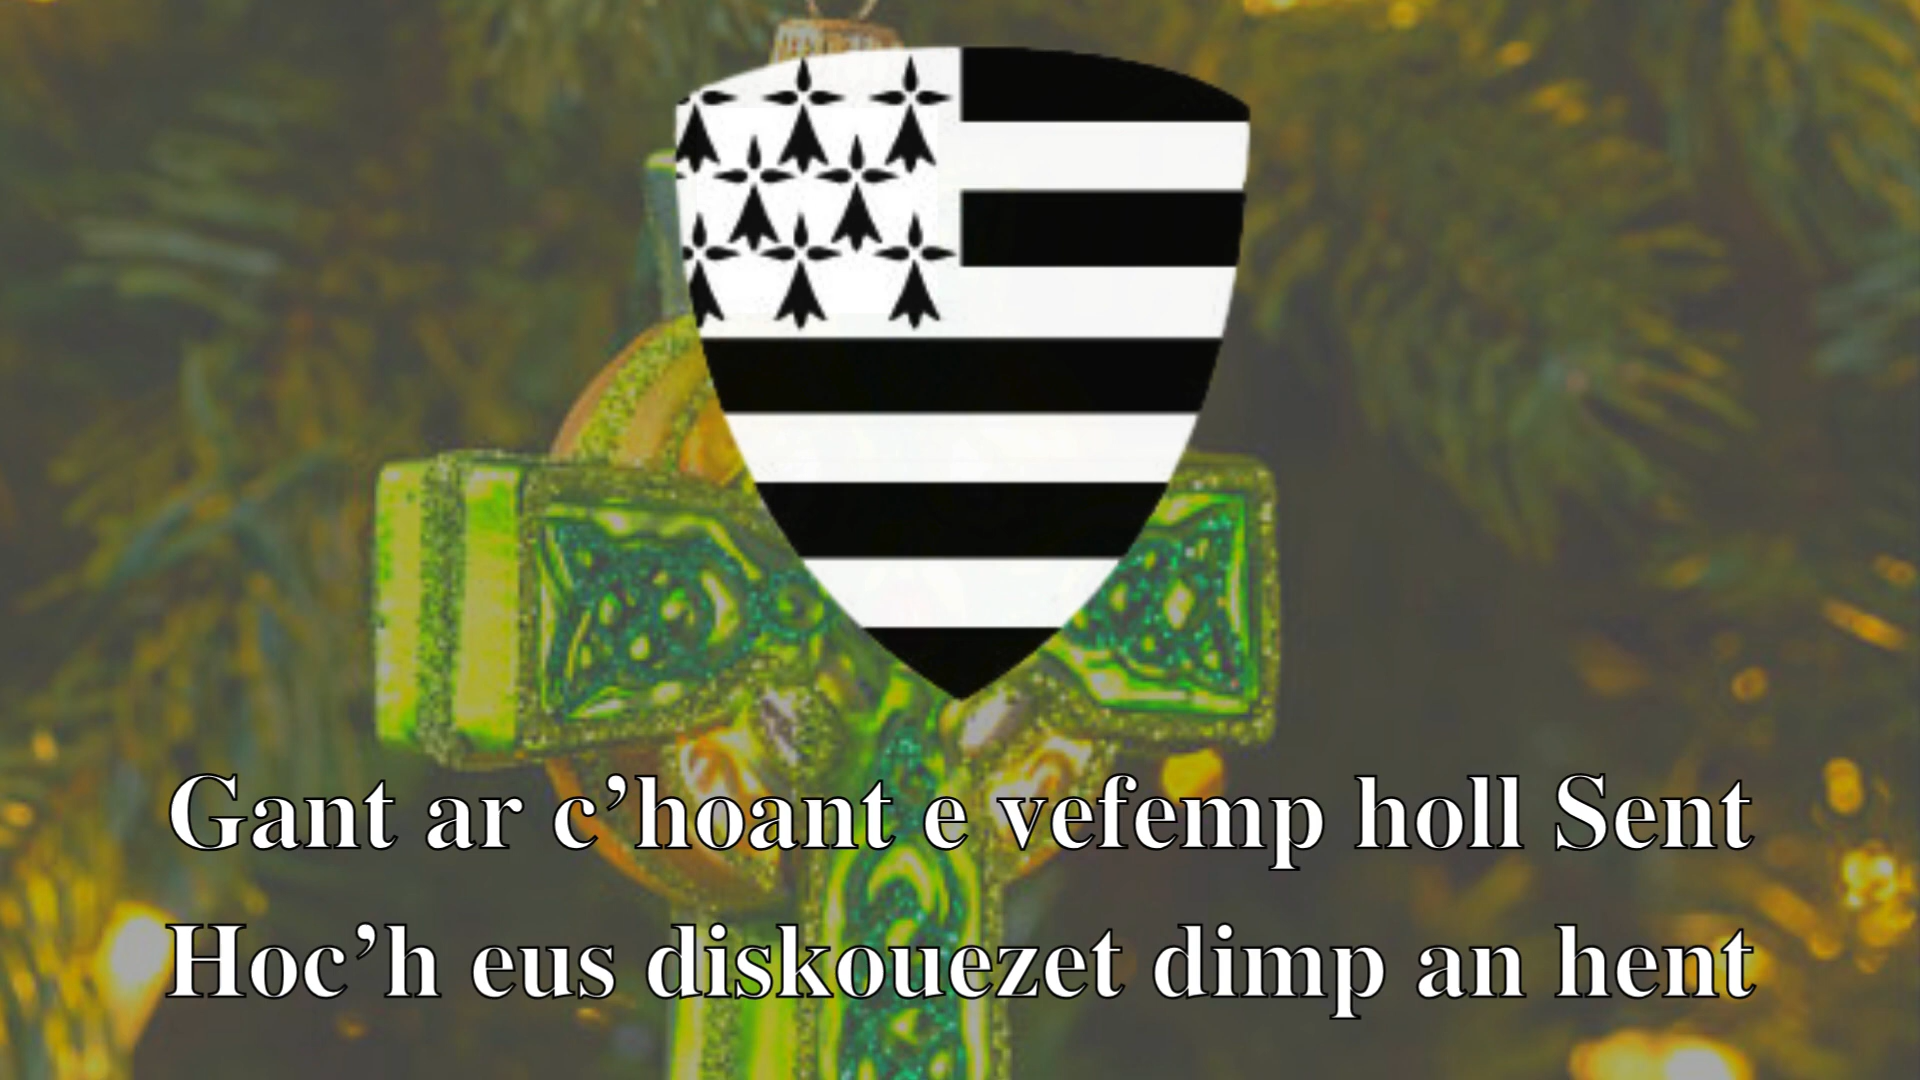 Gant ar c’hoant e vefemp holl Sent
Hoc’h eus diskouezet dimp an hent